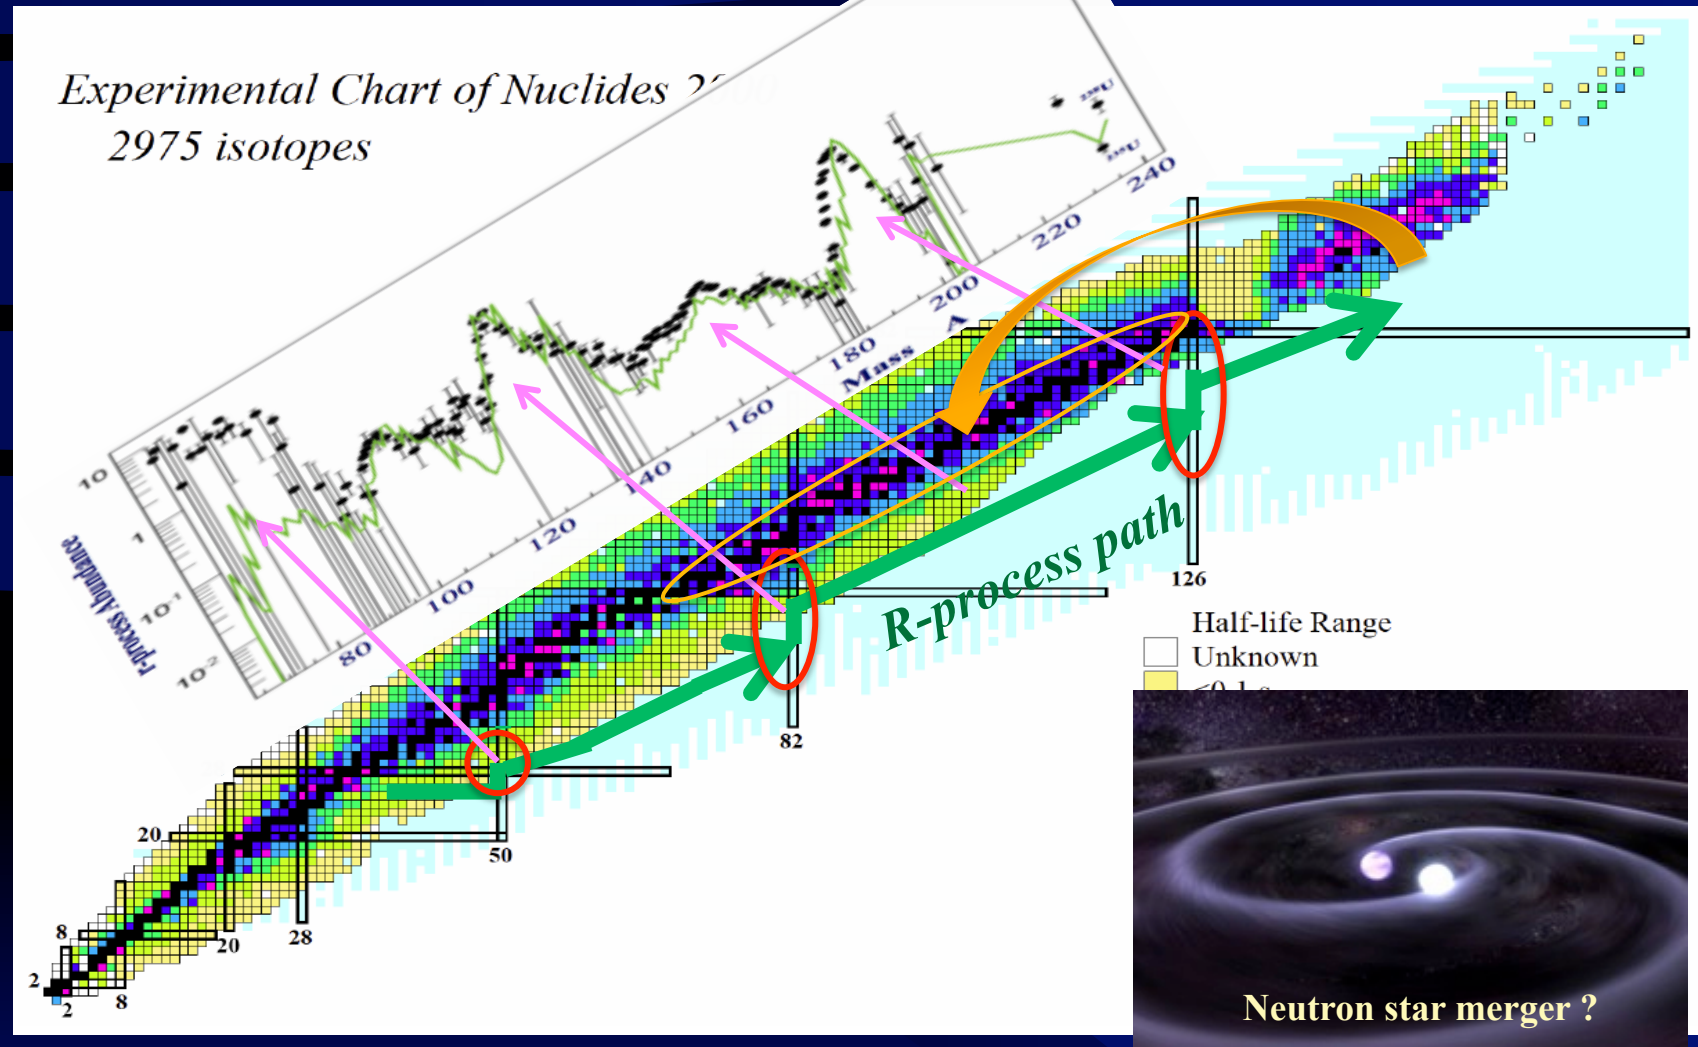 Experimental Chart of Nuclides 2000
2975 isotopes
r-process Abundance
10
1
10⁻¹
10⁻²
80
100
120
140
160
180
200
220
240
Mass A
²³⁸U
R-process path
126
82
50
28
20
8
2
20
8
2
Half-life Range
Unknown
Neutron star merger ?